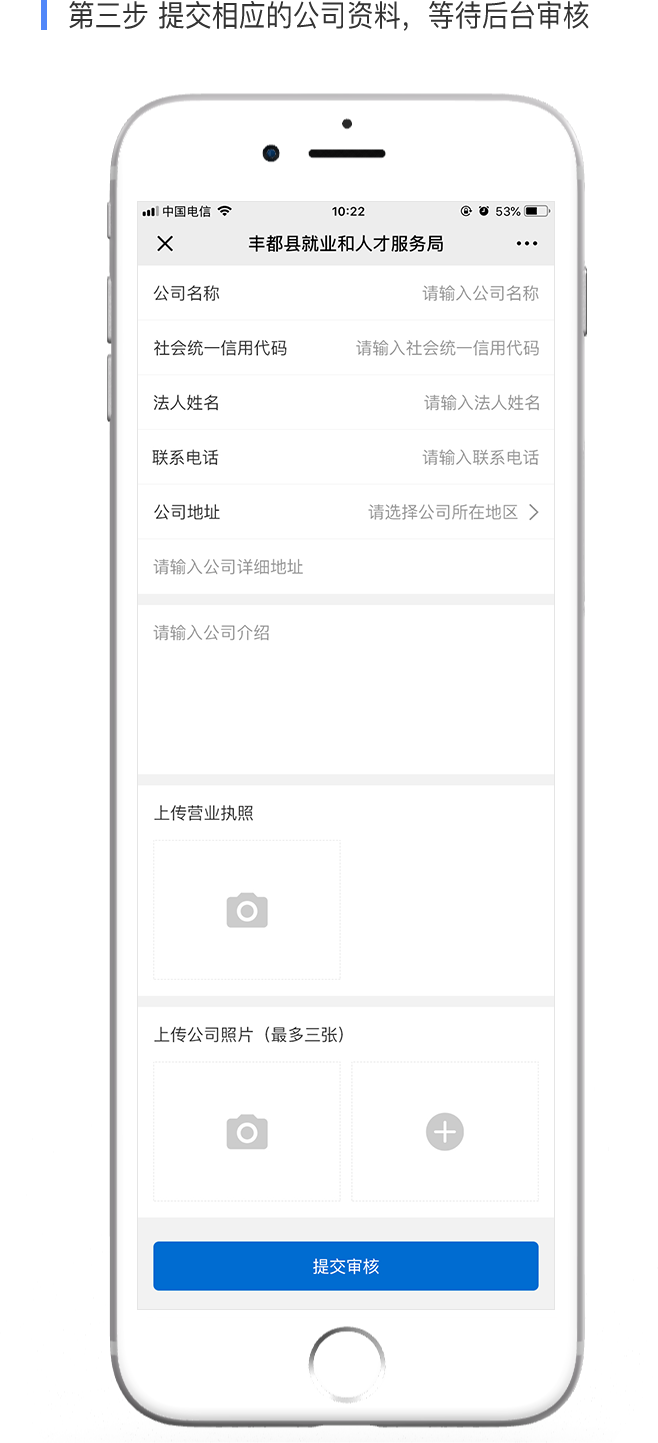 第三步 提交相应的公司资料，等待后台审核
中国电信 10:22 53%
丰都县就业和人才服务局
公司名称 请输入公司名称
社会统一信用代码 请输入社会统一信用代码
法人姓名 请输入法人姓名
联系电话 请输入联系电话
公司地址 请选择公司所在地区
请输入公司详细地址
请输入公司介绍
上传营业执照
上传公司照片（最多三张）
提交审核